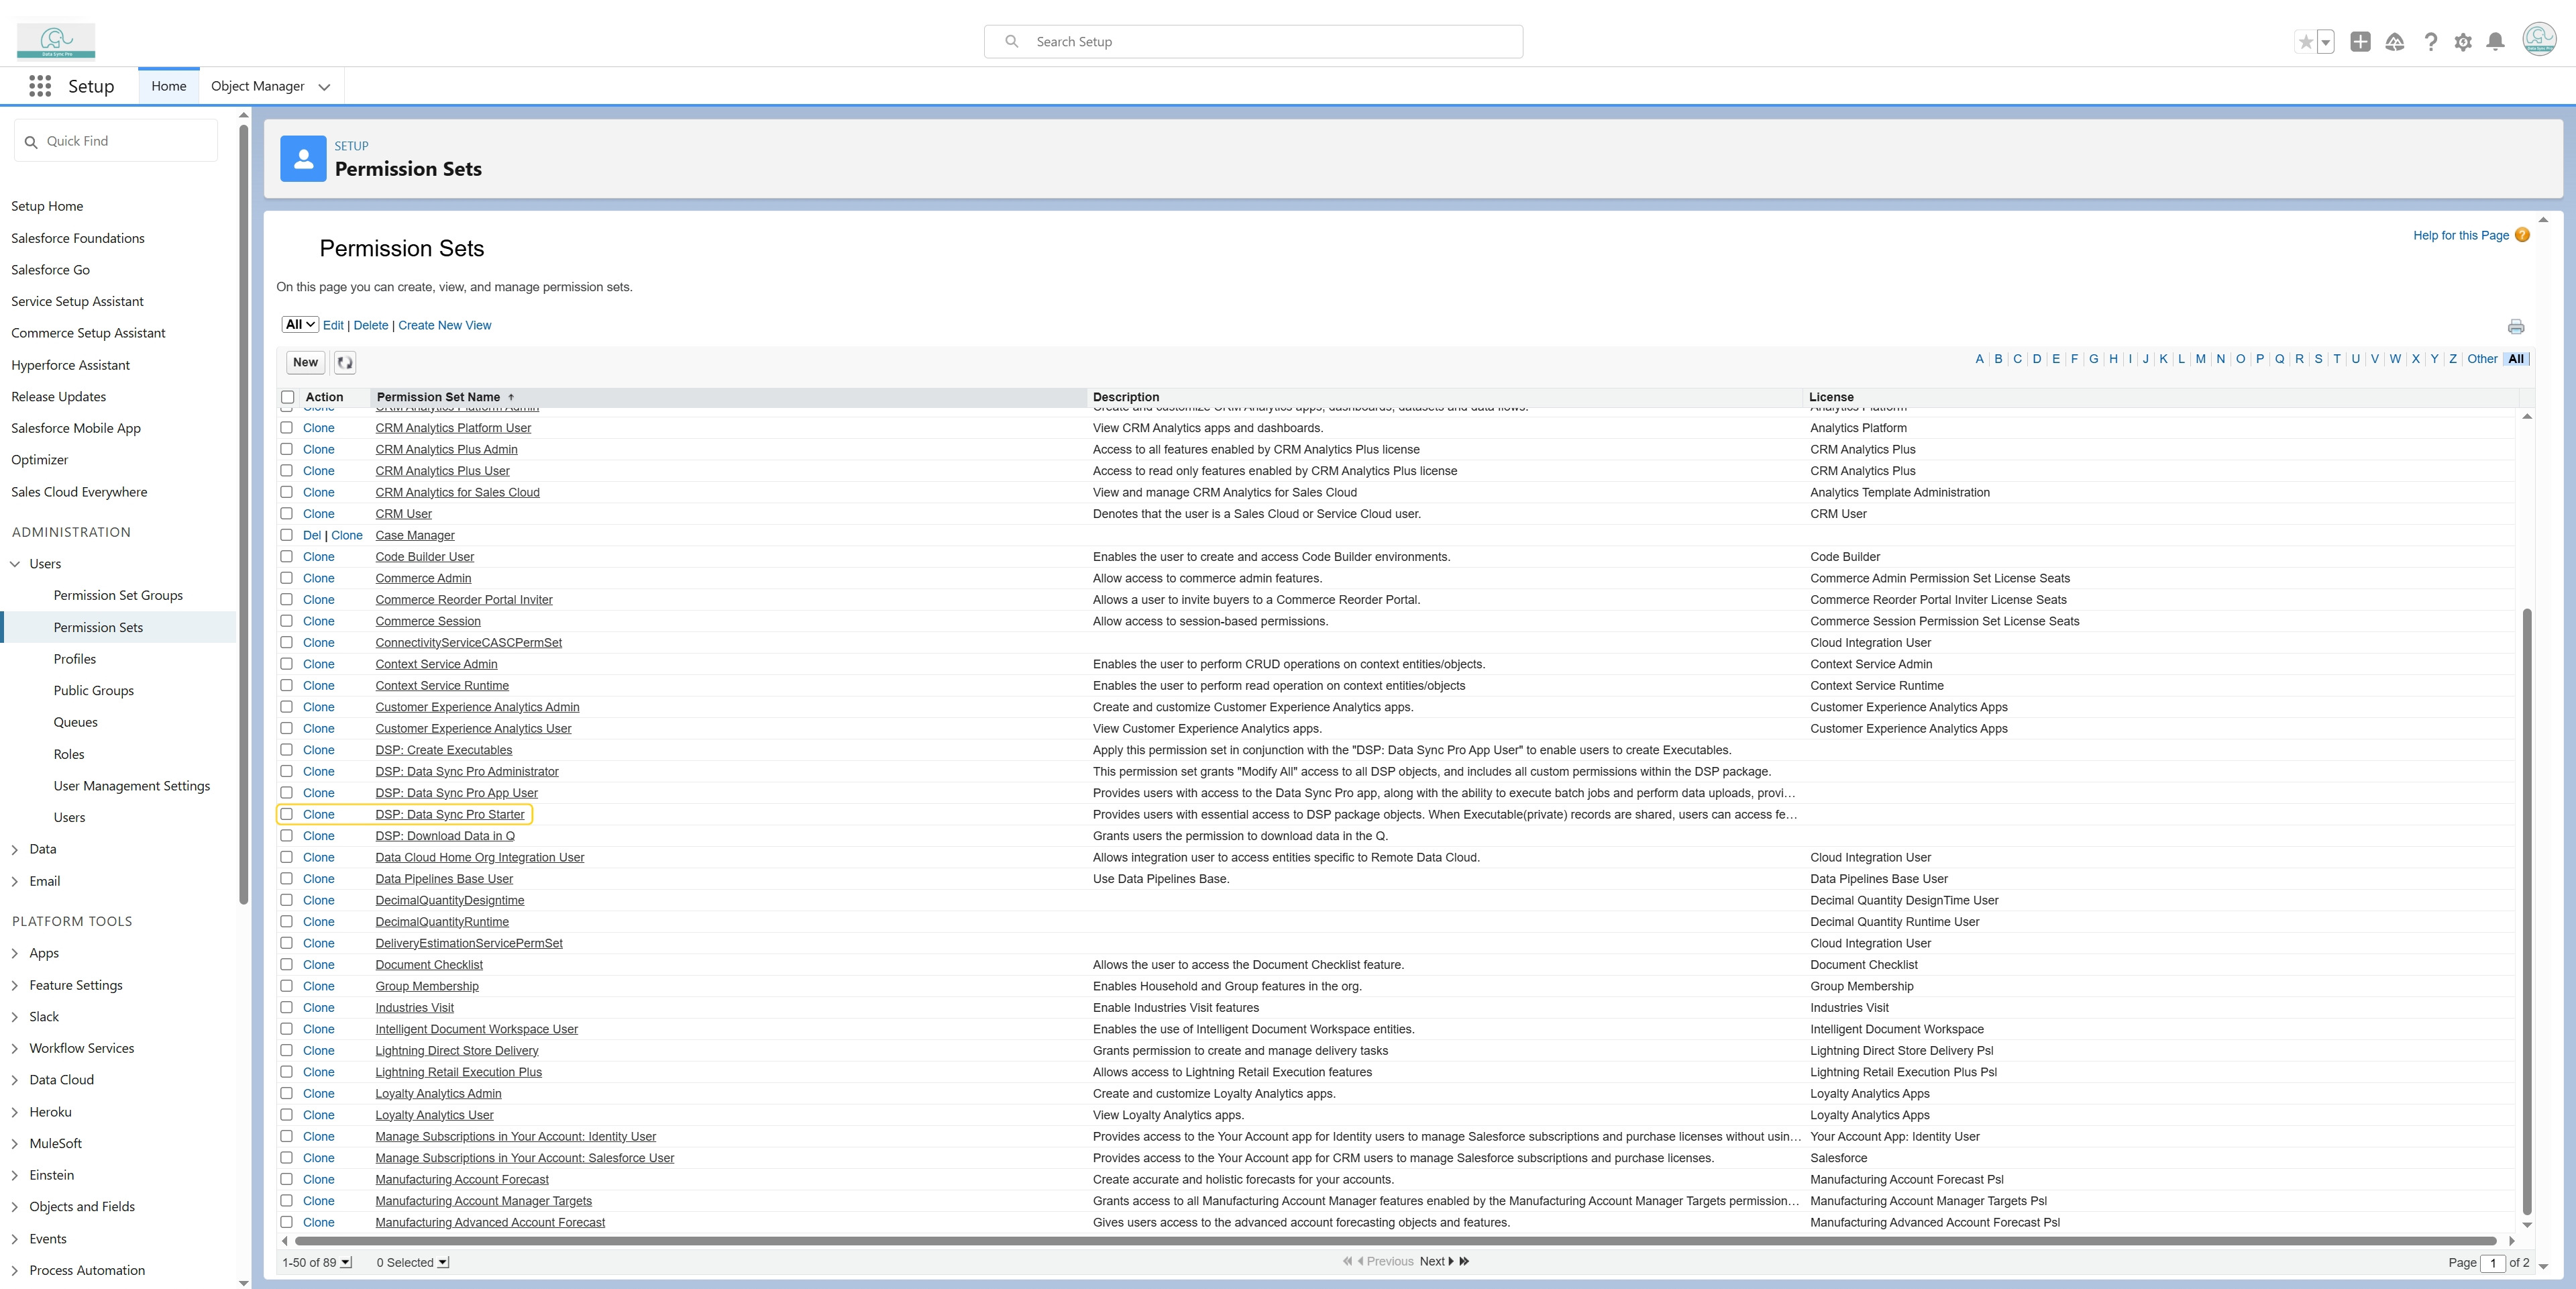 Data Sync Pro
Search Setup
Setup Home Object Manager
Quick Find
SETUP
Permission Sets
Setup Home
Salesforce Foundations
Salesforce Go
Service Setup Assistant
Commerce Setup Assistant
Hyperforce Assistant
Release Updates
Salesforce Mobile App
Optimizer
Sales Cloud Everywhere
ADMINISTRATION
Users
Permission Set Groups
Permission Sets
Profiles
Public Groups
Queues
Roles
User Management Settings
Users
Data
Email
PLATFORM TOOLS
Apps
Feature Settings
Slack
Workflow Services
Data Cloud
Heroku
MuleSoft
Einstein
Objects and Fields
Events
Process Automation
Permission Sets
Help for this Page ?
On this page you can create, view, and manage permission sets.
All Edit | Delete | Create New View
New
A | B | C | D | E | F | G | H | I | J | K | L | M | N | O | P | Q | R | S | T | U | V | W | X | Y | Z | Other | All
Action Permission Set Name ↑ Description License
Clone CRM Analytics Platform Admin Create and customize CRM Analytics apps, dashboards, datasets and data flows. Analytics Platform
Clone CRM Analytics Platform User View CRM Analytics apps and dashboards. Analytics Platform
Clone CRM Analytics Plus Admin Access to all features enabled by CRM Analytics Plus license CRM Analytics Plus
Clone CRM Analytics Plus User Access to read only features enabled by CRM Analytics Plus license CRM Analytics Plus
Clone CRM Analytics for Sales Cloud View and manage CRM Analytics for Sales Cloud Analytics Template Administration
Clone CRM User Denotes that the user is a Sales Cloud or Service Cloud user. CRM User
Del | Clone Case Manager
Clone Code Builder User Enables the user to create and access Code Builder environments. Code Builder
Clone Commerce Admin Allow access to commerce admin features. Commerce Admin Permission Set License Seats
Clone Commerce Reorder Portal Inviter Allows a user to invite buyers to a Commerce Reorder Portal. Commerce Reorder Portal Inviter License Seats
Clone Commerce Session Allow access to session-based permissions. Commerce Session Permission Set License Seats
Clone ConnectivityServiceCASCPermSet Cloud Integration User
Clone Context Service Admin Enables the user to perform CRUD operations on context entities/objects. Context Service Admin
Clone Context Service Runtime Enables the user to perform read operation on context entities/objects Context Service Runtime
Clone Customer Experience Analytics Admin Create and customize Customer Experience Analytics apps. Customer Experience Analytics Apps
Clone Customer Experience Analytics User View Customer Experience Analytics apps. Customer Experience Analytics Apps
Clone DSP: Create Executables Apply this permission set in conjunction with the "DSP: Data Sync Pro App User" to enable users to create Executables.
Clone DSP: Data Sync Pro Administrator This permission set grants "Modify All" access to all DSP objects, and includes all custom permissions within the DSP package.
Clone DSP: Data Sync Pro App User Provides users with access to the Data Sync Pro app, along with the ability to execute batch jobs and perform data uploads, provi...
Clone DSP: Data Sync Pro Starter Provides users with essential access to DSP package objects. When Executable(private) records are shared, users can access fe...
Clone DSP: Download Data in Q Grants users the permission to download data in the Q.
Clone Data Cloud Home Org Integration User Allows integration user to access entities specific to Remote Data Cloud. Cloud Integration User
Clone Data Pipelines Base User Use Data Pipelines Base. Data Pipelines Base User
Clone DecimalQuantityDesigntime Decimal Quantity DesignTime User
Clone DecimalQuantityRuntime Decimal Quantity Runtime User
Clone DeliveryEstimationServicePermSet Cloud Integration User
Clone Document Checklist Allows the user to access the Document Checklist feature. Document Checklist
Clone Group Membership Enables Household and Group features in the org. Group Membership
Clone Industries Visit Enable Industries Visit features Industries Visit
Clone Intelligent Document Workspace User Enables the use of Intelligent Document Workspace entities. Intelligent Document Workspace
Clone Lightning Direct Store Delivery Grants permission to create and manage delivery tasks Lightning Direct Store Delivery Psl
Clone Lightning Retail Execution Plus Allows access to Lightning Retail Execution features Lightning Retail Execution Plus Psl
Clone Loyalty Analytics Admin Create and customize Loyalty Analytics apps. Loyalty Analytics Apps
Clone Loyalty Analytics User View Loyalty Analytics apps. Loyalty Analytics Apps
Clone Manage Subscriptions in Your Account: Identity User Provides access to the Your Account app for Identity users to manage Salesforce subscriptions and purchase licenses without usin... Your Account App: Identity User
Clone Manage Subscriptions in Your Account: Salesforce User Provides access to the Your Account app for CRM users to manage Salesforce subscriptions and purchase licenses. Salesforce
Clone Manufacturing Account Forecast Create accurate and holistic forecasts for your accounts. Manufacturing Account Forecast Psl
Clone Manufacturing Account Manager Targets Grants access to all Manufacturing Account Manager features enabled by the Manufacturing Account Manager Targets permission... Manufacturing Account Manager Targets Psl
Clone Manufacturing Advanced Account Forecast Gives users access to the advanced account forecasting objects and features. Manufacturing Advanced Account Forecast Psl
1-50 of 89 0 Selected Previous Next Page 1 of 2